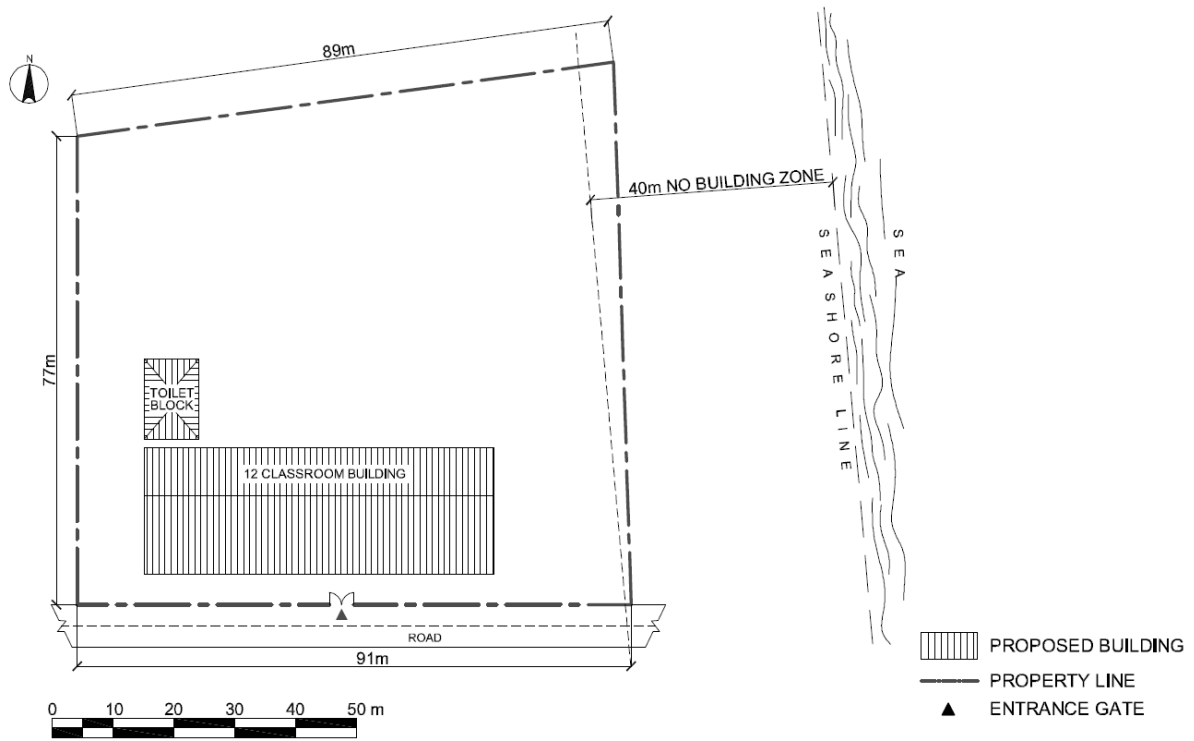 89m
N
40m NO BUILDING ZONE
SEASHORE LINE
SEA
77m
TOILET
BLOCK
12 CLASSROOM BUILDING
ROAD
91m
0 10 20 30 40 50 m
PROPOSED BUILDING
PROPERTY LINE
ENTRANCE GATE